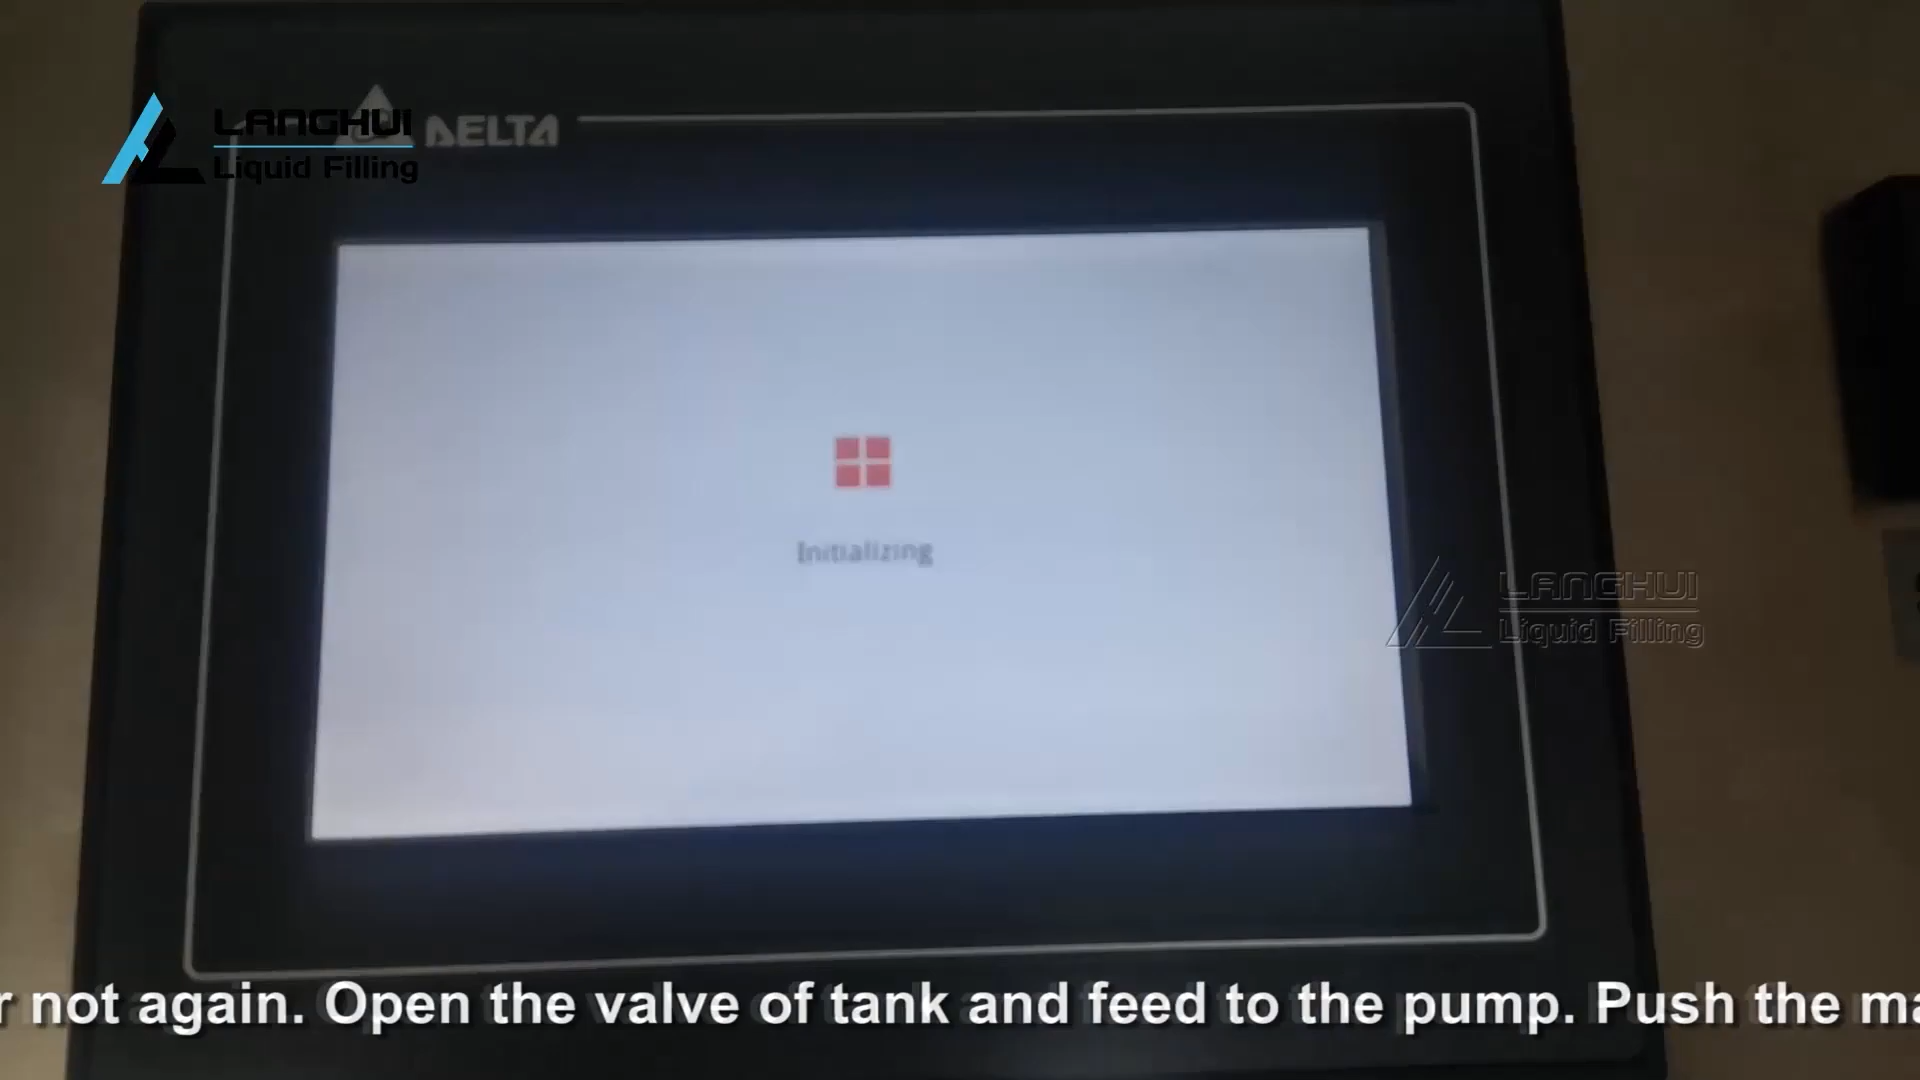 LANGHUI
Liquid Filling
DELTA
Initializing
LANGHUI
Liquid Filling
not again. Open the valve of tank and feed to the pump. Push the